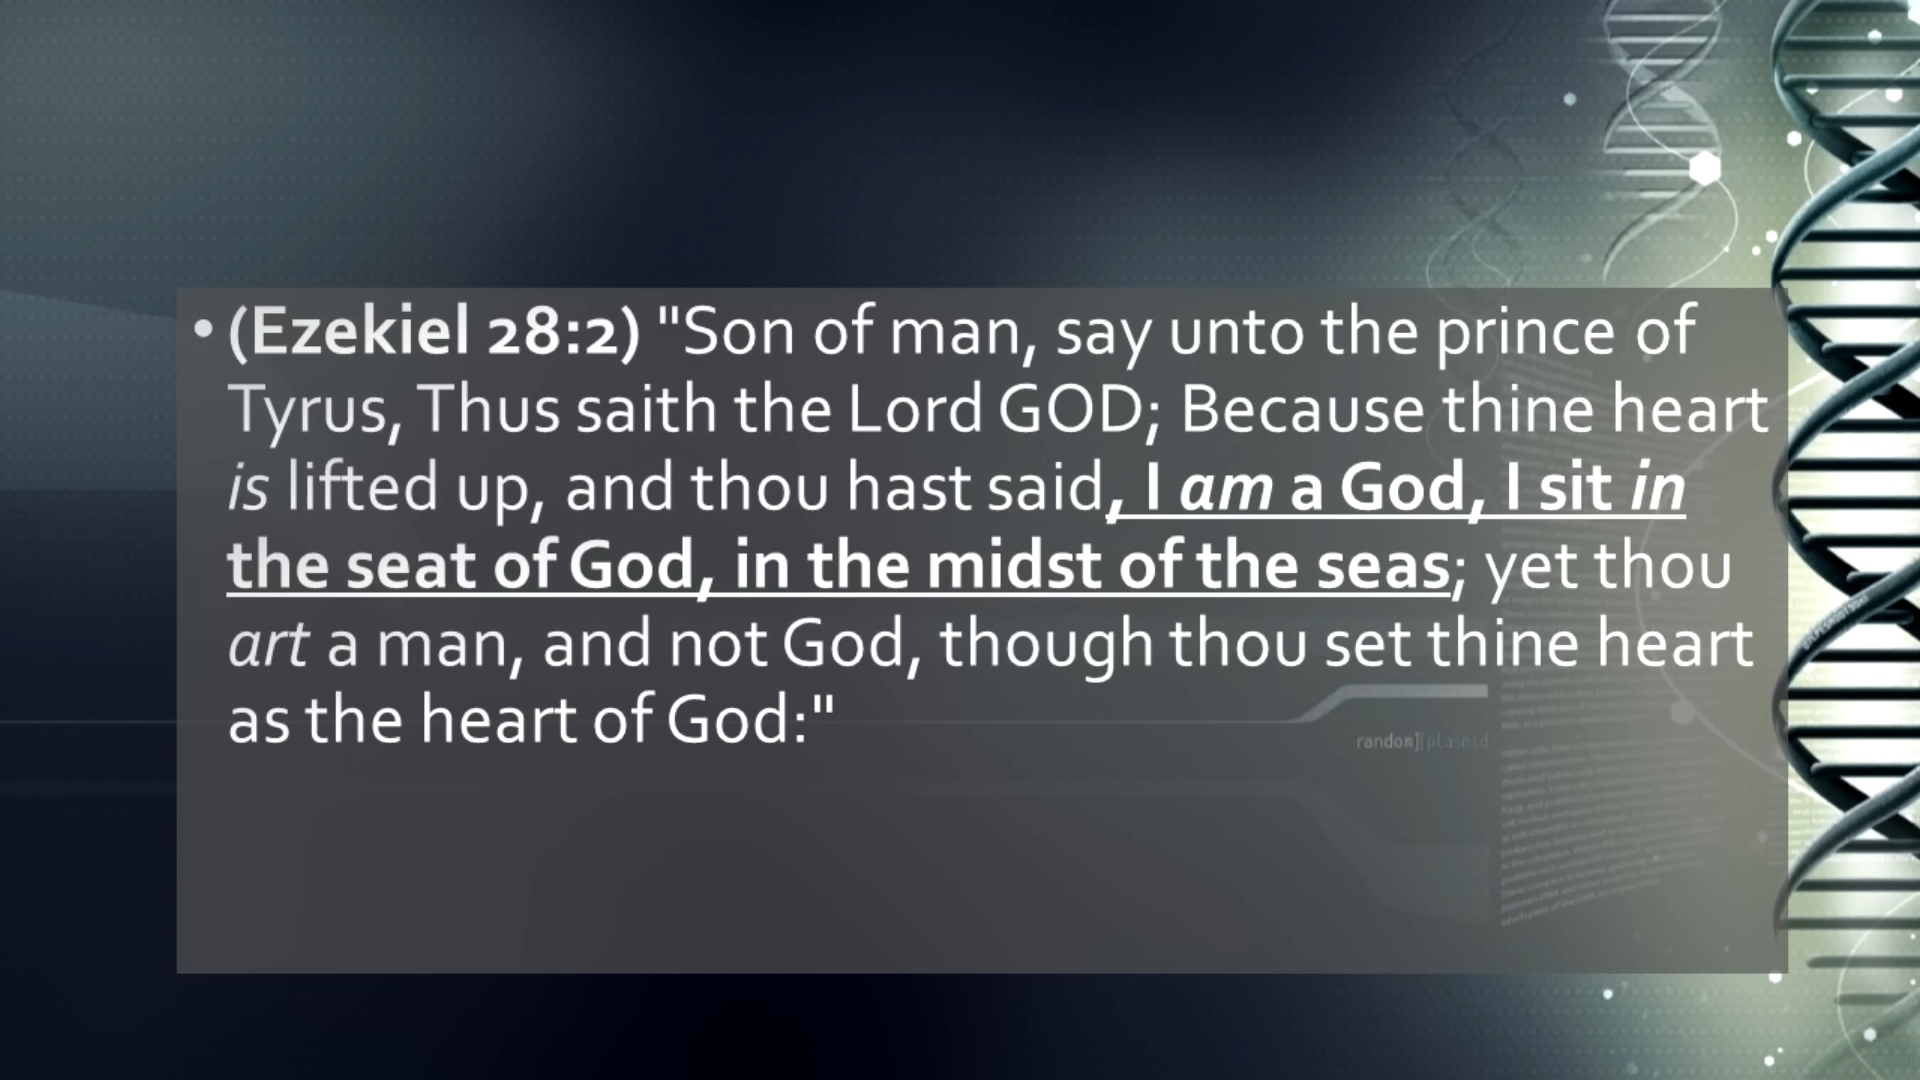 • (Ezekiel 28:2) "Son of man, say unto the prince of
Tyrus, Thus saith the Lord GOD; Because thine heart
is lifted up, and thou hast said, I am a God, I sit in
the seat of God, in the midst of the seas; yet thou
art a man, and not God, though thou set thine heart
as the heart of God:"
random][plasmid